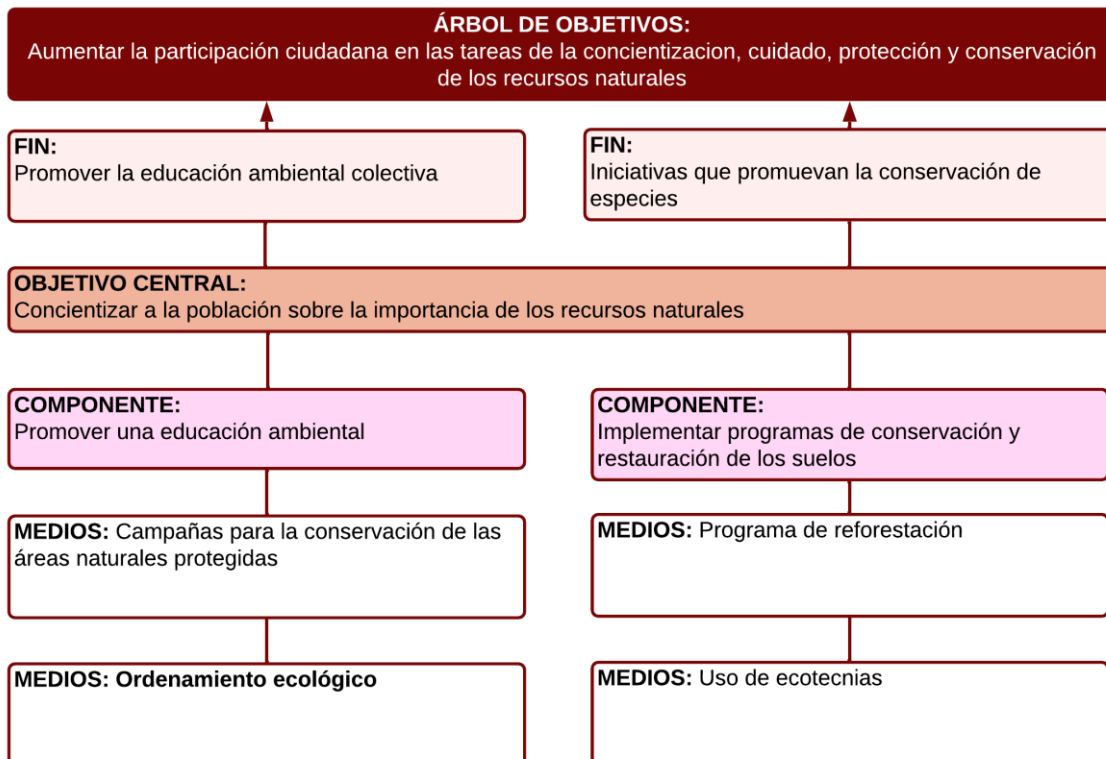 ÁRBOL DE OBJETIVOS:
Aumentar la participación ciudadana en las tareas de la concientizacion, cuidado, protección y conservación
de los recursos naturales
FIN:
Promover la educación ambiental colectiva
FIN:
Iniciativas que promuevan la conservación de
especies
OBJETIVO CENTRAL:
Concientizar a la población sobre la importancia de los recursos naturales
COMPONENTE:
Promover una educación ambiental
COMPONENTE:
Implementar programas de conservación y
restauración de los suelos
MEDIOS: Campañas para la conservación de las
áreas naturales protegidas
MEDIOS: Programa de reforestación
MEDIOS: Ordenamiento ecológico
MEDIOS: Uso de ecotecnias